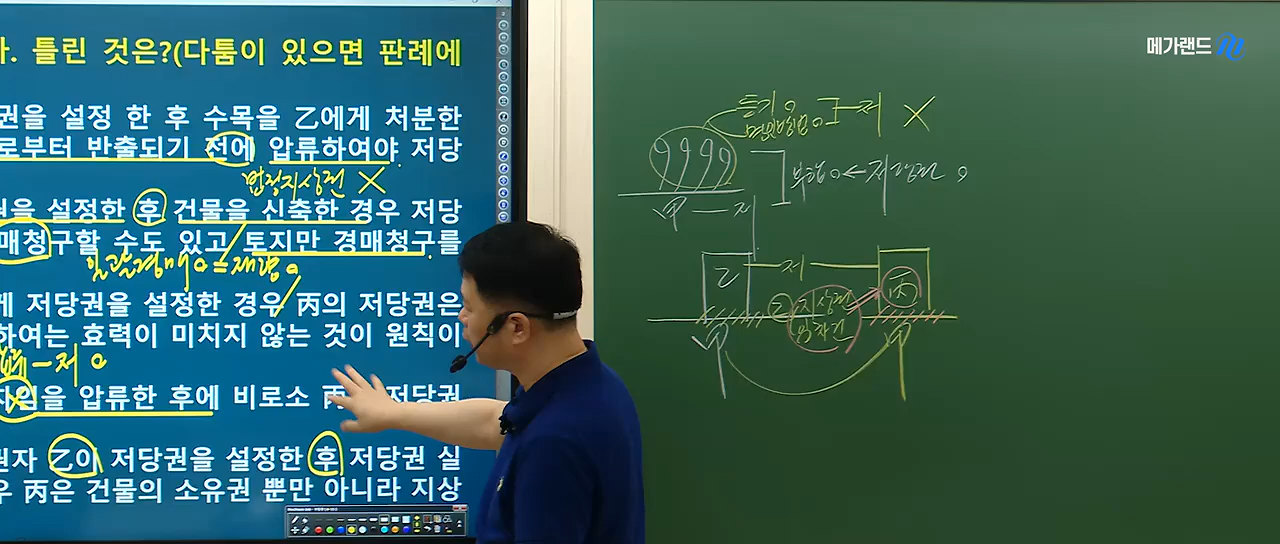 다. 틀린 것은?(다툼이 있으면 판례에
권을 설정 한 후 수목을 乙에게 처분한
로부터 반출되기 전에 압류하여야 저당
법정지상권 X
권을 설정한 후 건물을 신축한 경우 저당
매청구할 수도 있고 토지만 경매청구를
일괄경매
에게 저당권을 설정한 경우 丙의 저당권은
하여는 효력이 미치지 않는 것이 원칙이
저 o
차임을 압류한 후에 비로소 丙 저당권
권자 乙이 저당권을 설정한 후 저당권 실
우 丙은 건물의 소유권 뿐만 아니라 지상
메가랜드
등기 o
명인방법 o
저 X
부합 o ← 저당권 o
甲 — 저
乙 — 저 — 丙
乙 지상권
임차권
甲 甲